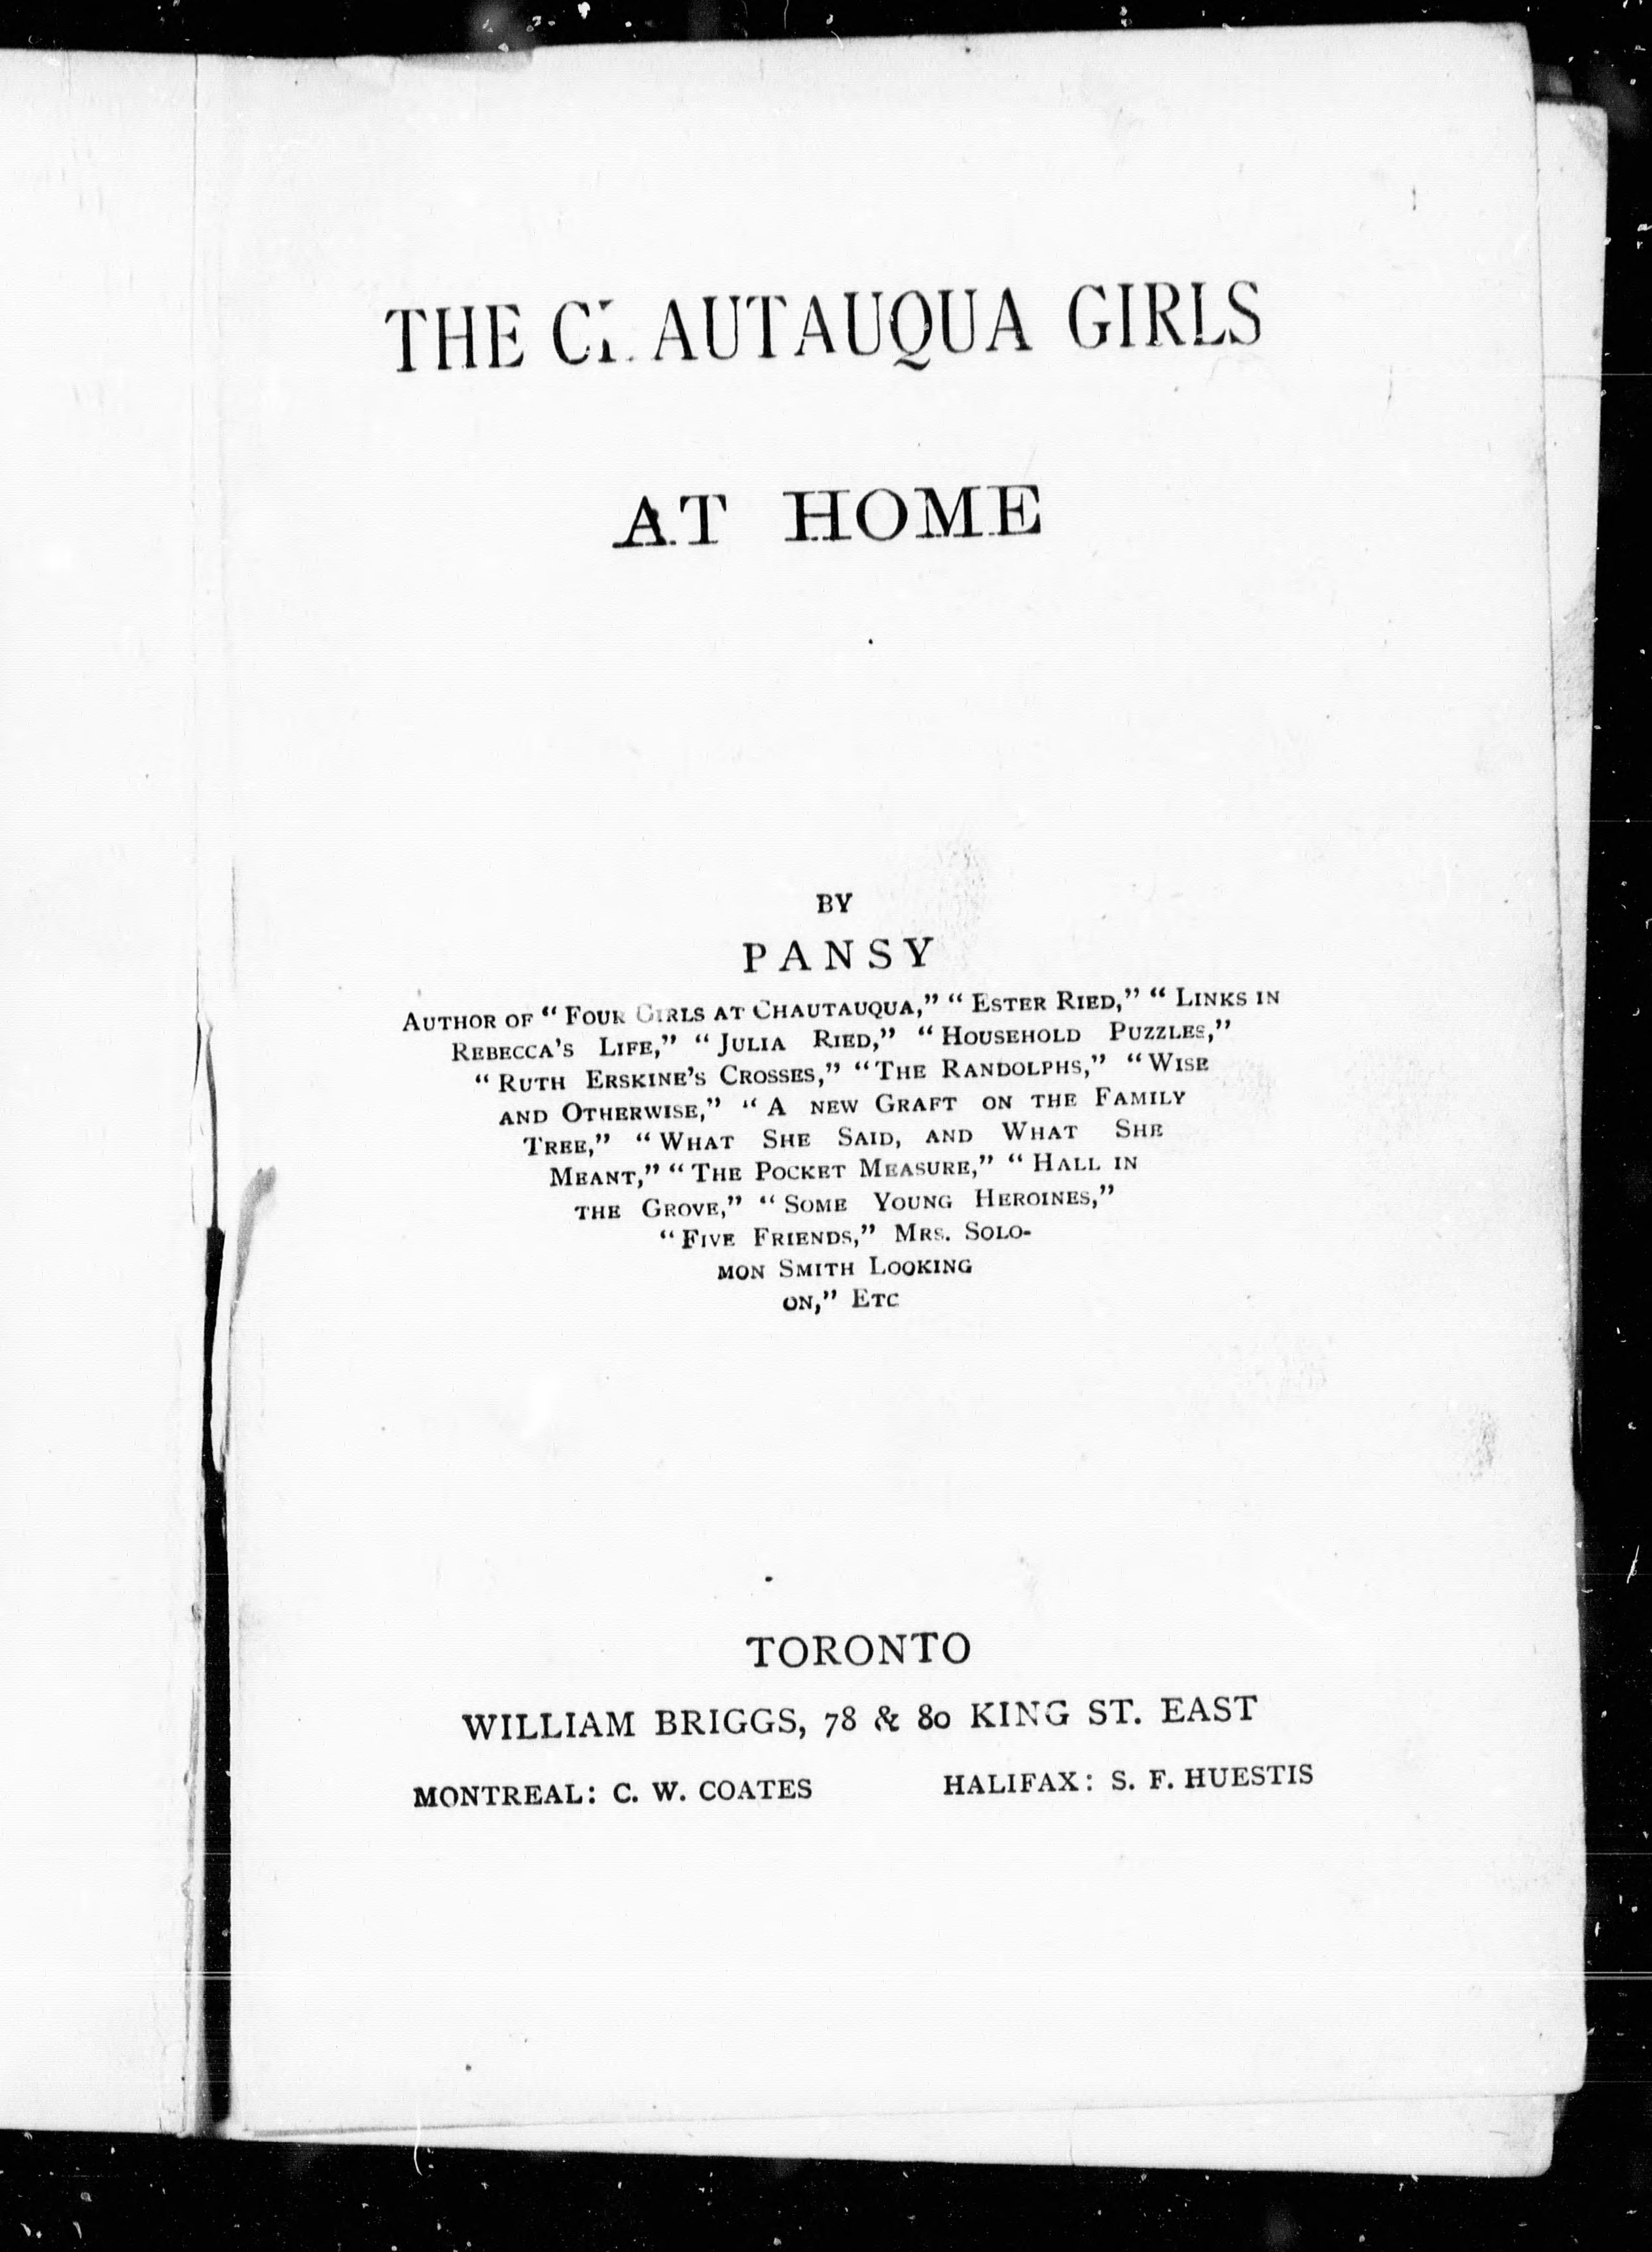 THE CHAUTAUQUA GIRLS
AT HOME
BY
PANSY
AUTHOR OF “ FOUR GIRLS AT CHAUTAUQUA,” “ ESTER RIED,” “ LINKS IN
REBECCA’S LIFE,” “ JULIA RIED,” “ HOUSEHOLD PUZZLES,”
“ RUTH ERSKINE’S CROSSES,” “ THE RANDOLPHS,” “ WISE
AND OTHERWISE,” “ A NEW GRAFT ON THE FAMILY
TREE,” “ WHAT SHE SAID, AND WHAT SHE
MEANT,” “ THE POCKET MEASURE,” “ HALL IN
THE GROVE,” “ SOME YOUNG HEROINES,”
“ FIVE FRIENDS,” MRS. SOLO-
MON SMITH LOOKING
ON,” ETC
TORONTO
WILLIAM BRIGGS, 78 & 80 KING ST. EAST
MONTREAL: C. W. COATES HALIFAX: S. F. HUESTIS